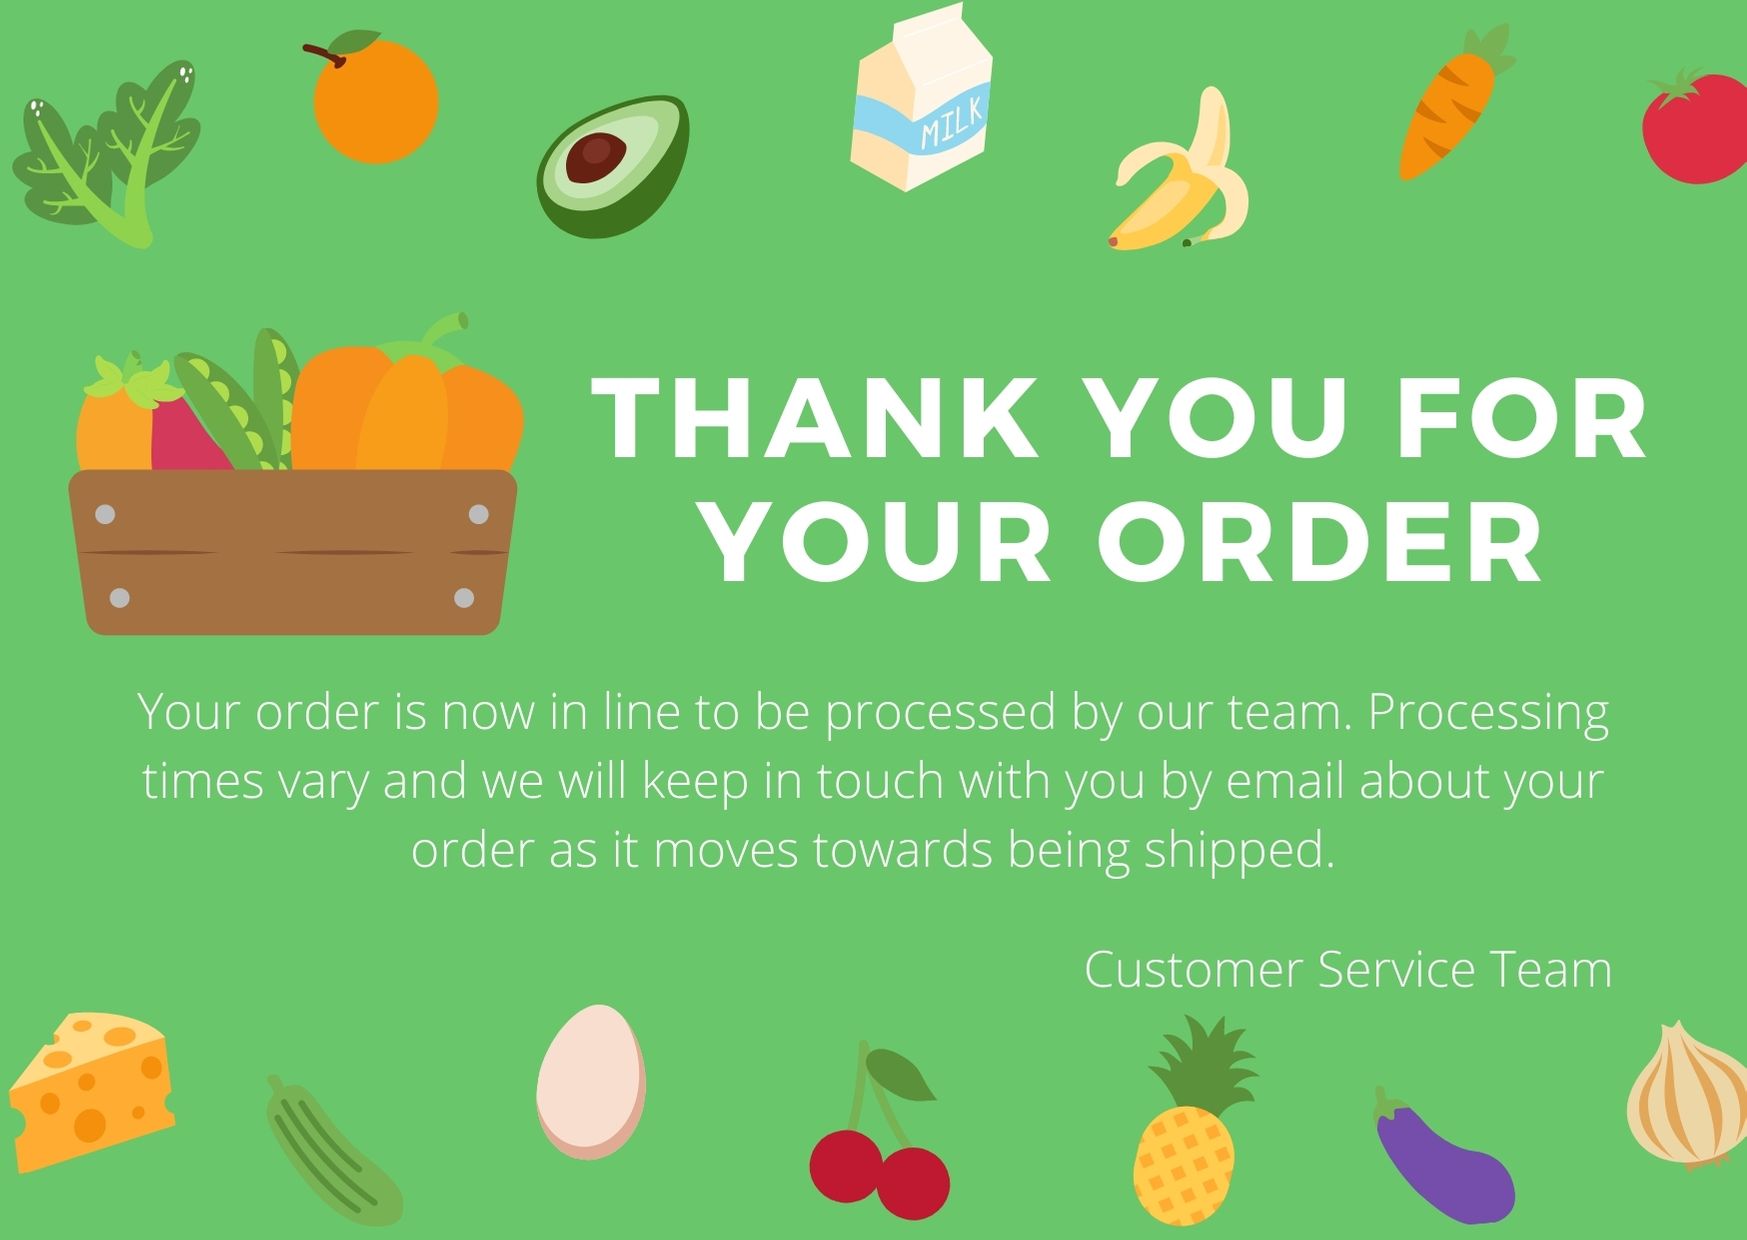 MILK
THANK YOU FOR
YOUR ORDER
Your order is now in line to be processed by our team. Processing
times vary and we will keep in touch with you by email about your
order as it moves towards being shipped.
Customer Service Team